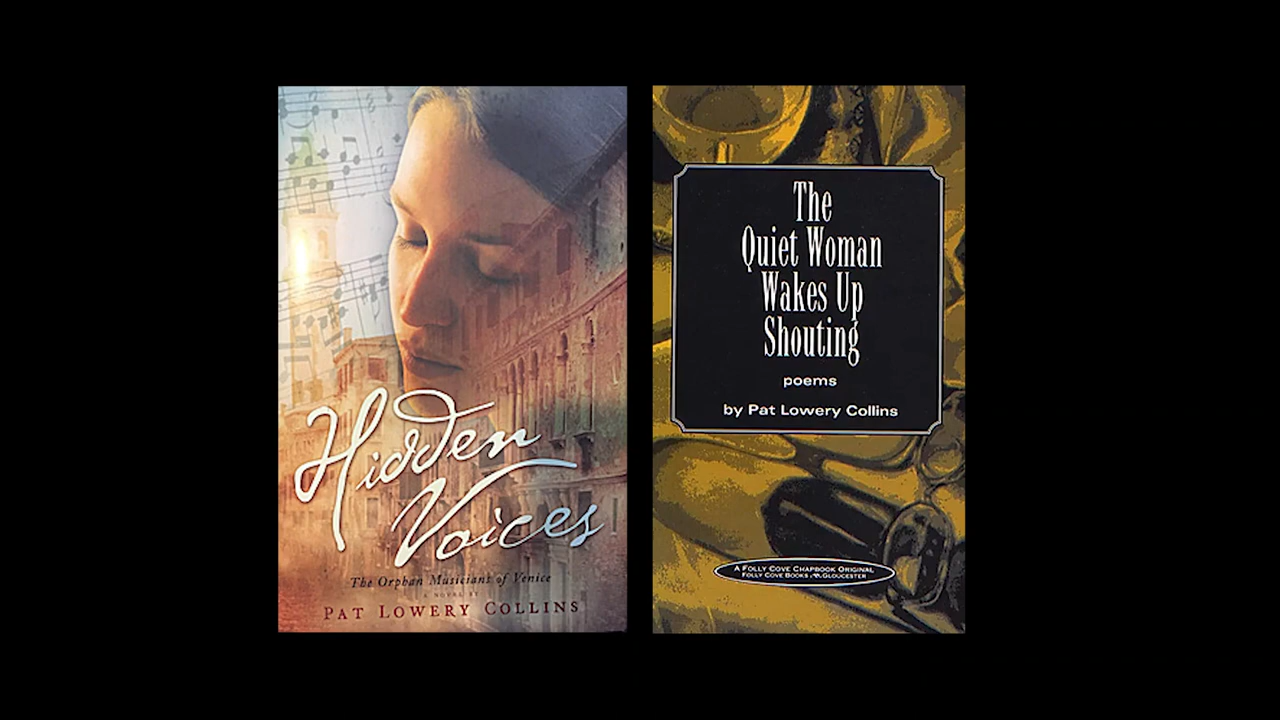 Hidden
Voices
The Orphan Musicians of Venice
A NOVEL BY
PAT LOWERY COLLINS
The
Quiet Woman
Wakes Up
Shouting
poems
by Pat Lowery Collins
A FOLLY COVE CHAPBOOK ORIGINAL
FOLLY COVE BOOKS GLOUCESTER